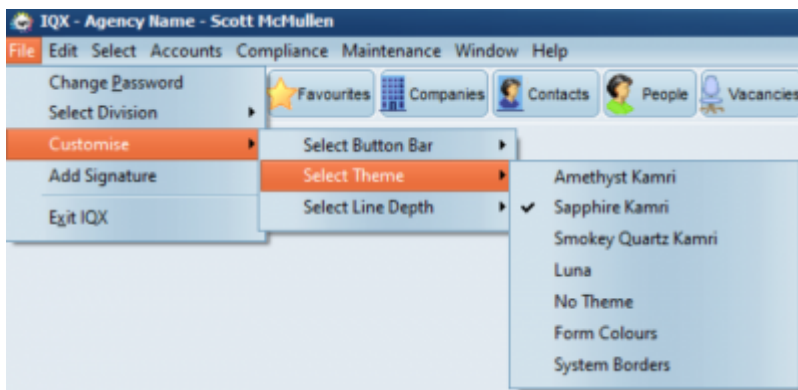 IQX - Agency Name - Scott McMullen
File Edit Select Accounts Compliance Maintenance Window Help
Change Password
Favourites Companies Contacts People Vacancies
Select Division
Customise
Select Button Bar
Add Signature
Select Theme
Amethyst Kamri
Exit IQX
Select Line Depth
Sapphire Kamri
Smokey Quartz Kamri
Luna
No Theme
Form Colours
System Borders